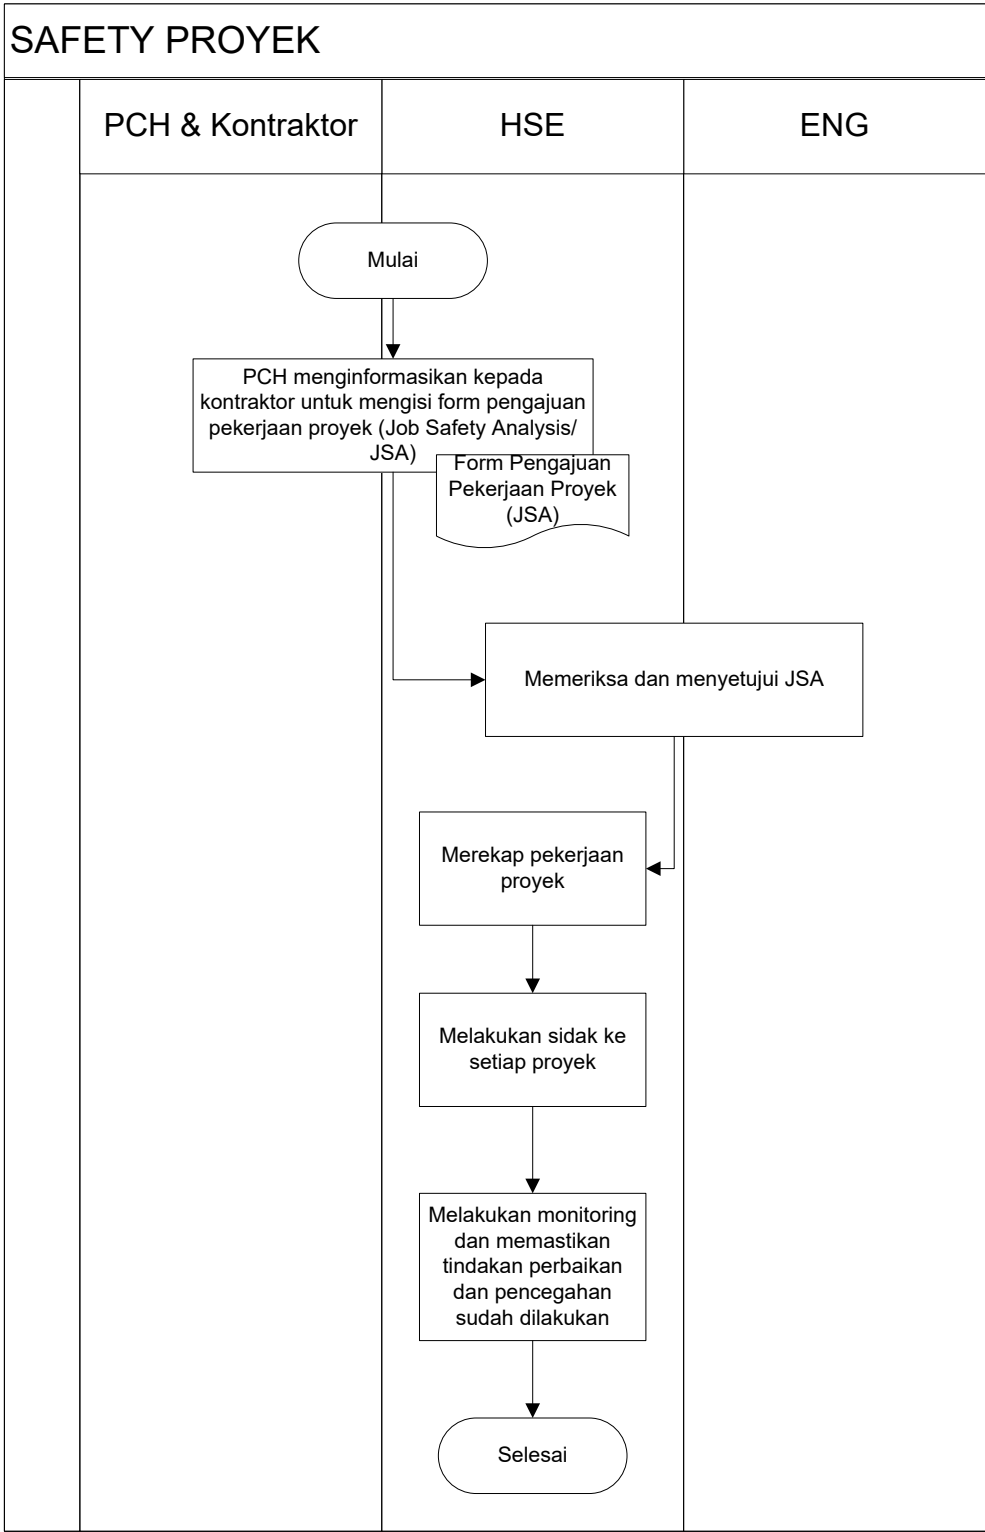 SAFETY PROYEK
PCH & Kontraktor
HSE
ENG
Mulai
PCH menginformasikan kepada
kontraktor untuk mengisi form pengajuan
pekerjaan proyek (Job Safety Analysis/
JSA)
Form Pengajuan
Pekerjaan Proyek
(JSA)
Memeriksa dan menyetujui JSA
Merekap pekerjaan
proyek
Melakukan sidak ke
setiap proyek
Melakukan monitoring
dan memastikan
tindakan perbaikan
dan pencegahan
sudah dilakukan
Selesai